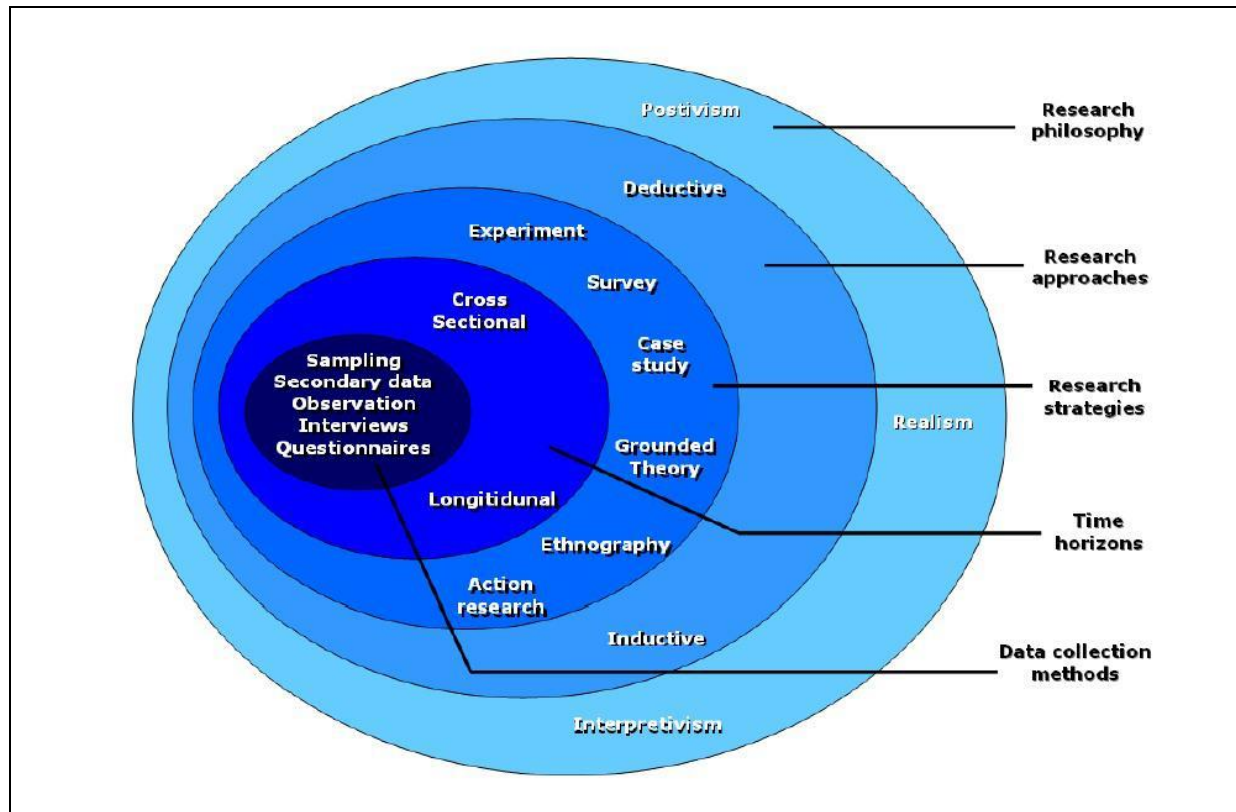 Postivism
Research
philosophy
Deductive
Experiment
Research
approaches
Survey
Cross
Sectional
Case
study
Sampling
Secondary data
Observation
Interviews
Questionnaires
Research
strategies
Realism
Grounded
Theory
Longitidunal
Time
horizons
Ethnography
Action
research
Inductive
Data collection
methods
Interpretivism